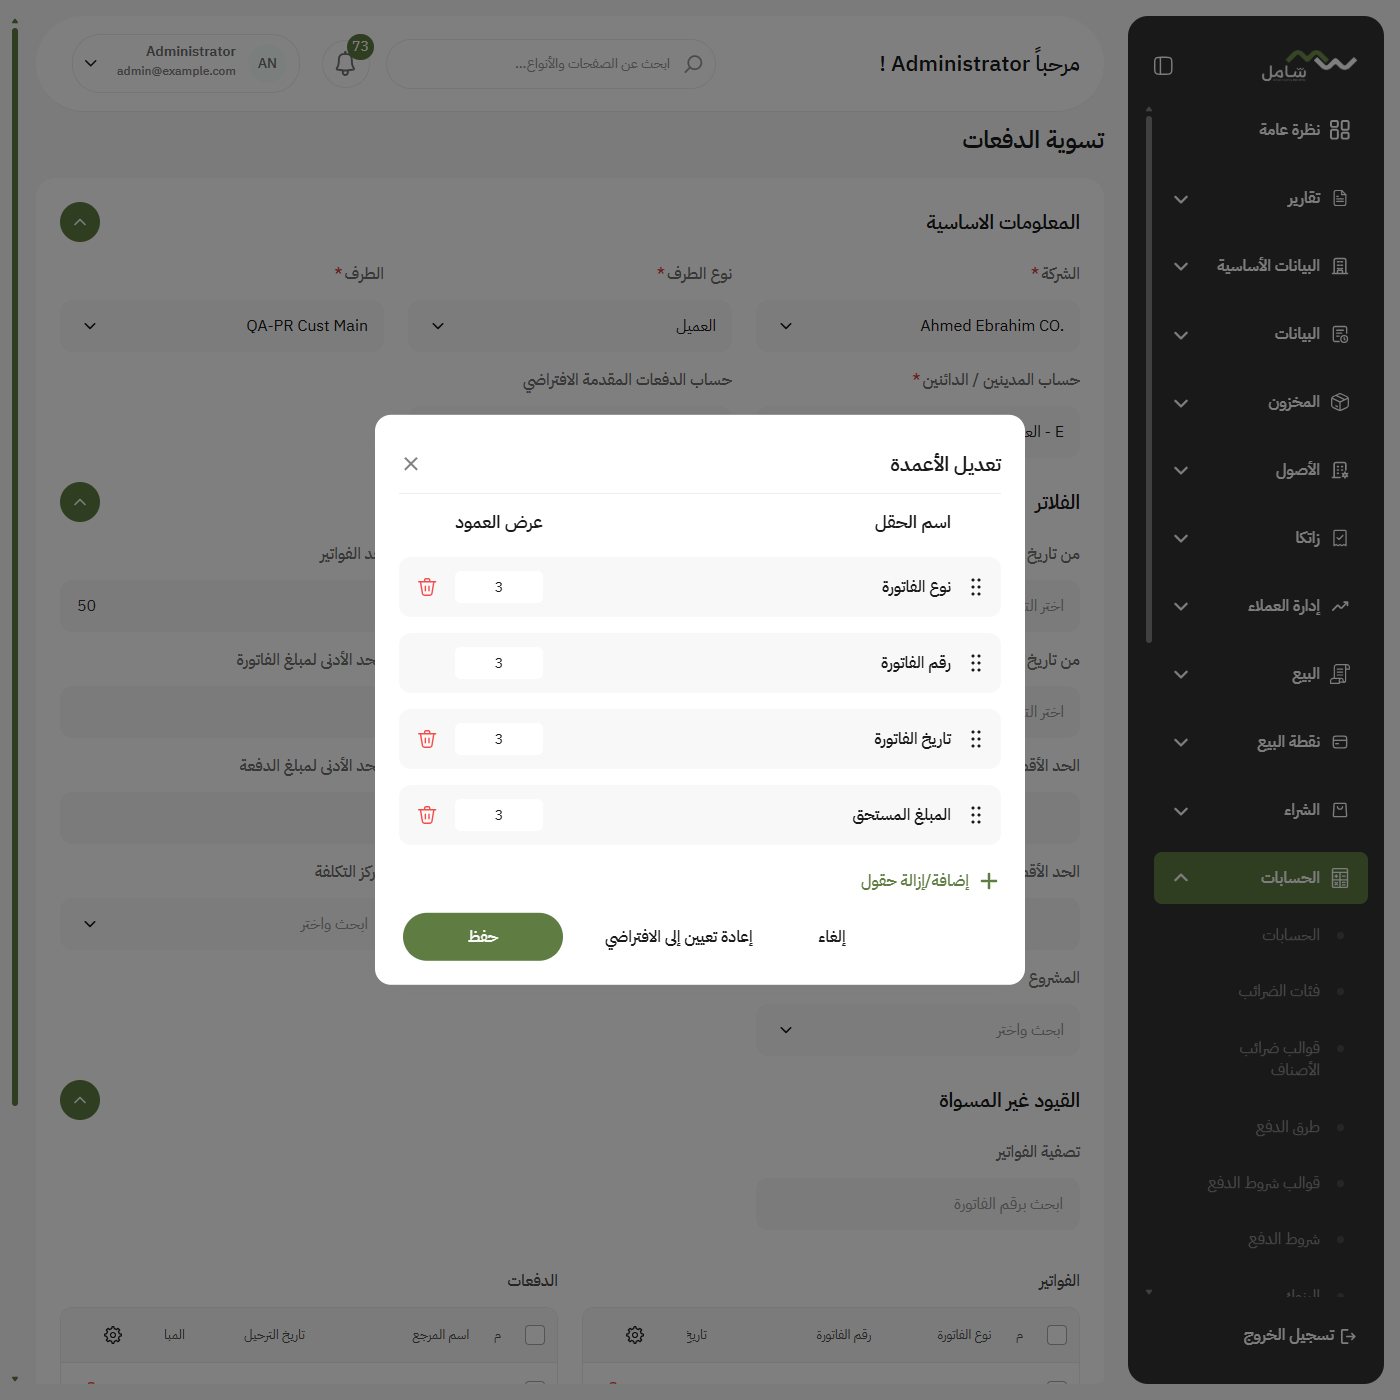 سامل
نظرة عامة
تقارير
البيانات الأساسية
البيانات
المخزون
الأصول
زاتكا
إدارة العملاء
البيع
نقطة البيع
الشراء
الحسابات
الحسابات
فئات الضرائب
قوالب ضرائب
الأصناف
طرق الدفع
قوالب شروط الدفع
شروط الدفع
البنوك
تسجيل الخروج
مرحباً Administrator !
ابحث عن الصفحات والأنواع...
73
AN
Administrator
admin@example.com
تسوية الدفعات
المعلومات الاساسية
الشركة *
نوع الطرف *
الطرف *
Ahmed Ebrahim CO.
العميل
QA-PR Cust Main
حساب المدينين / الدائنين *
حساب الدفعات المقدمة الافتراضي
الفلاتر
من تاريخ
50
من تاريخ
الحد الأدنى لمبلغ الفاتورة
الحد الأدنى لمبلغ الدفعة
مركز التكلفة
ابحث واختر
المشروع
ابحث واختر
تعديل الأعمدة
اسم الحقل
عرض العمود
نوع الفاتورة
3
رقم الفاتورة
3
تاريخ الفاتورة
3
المبلغ المستحق
3
إضافة/إزالة حقول
إلغاء
إعادة تعيين إلى الافتراضي
حفظ
القيود غير المسواة
تصفية الفواتير
ابحث برقم الفاتورة
الفواتير
الدفعات
م
نوع الفاتورة
رقم الفاتورة
تاريخ
م
اسم المرجع
تاريخ الترحيل
المبا